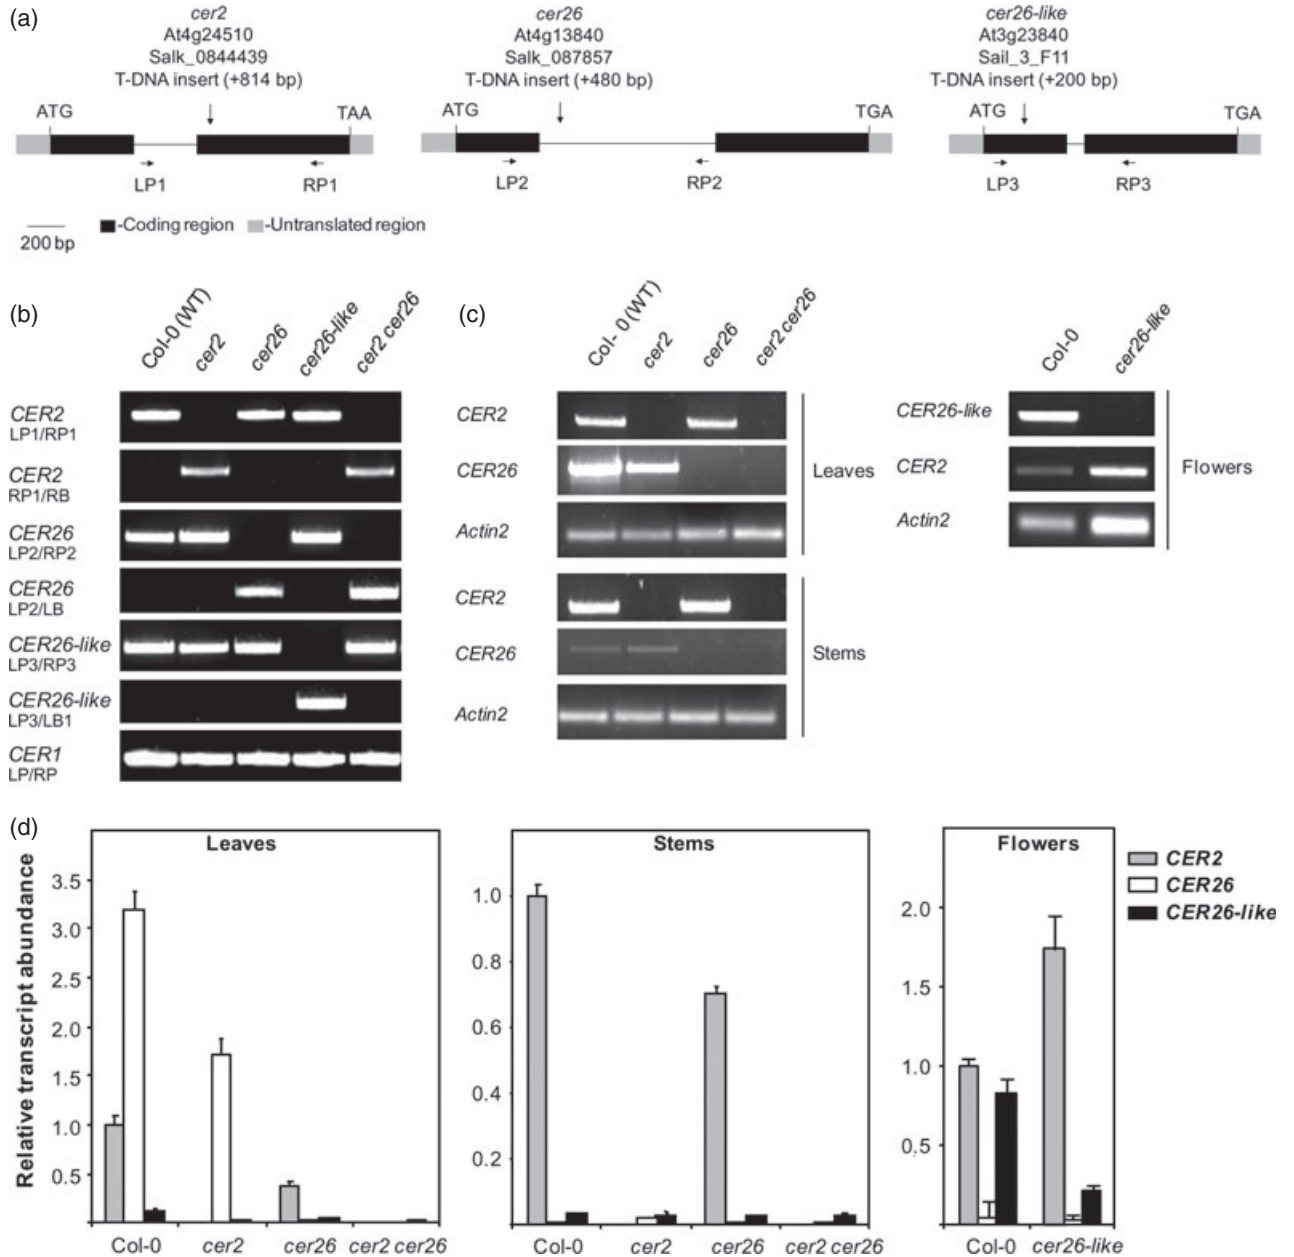 (a)
cer2
At4g24510
Salk_0844439
T-DNA insert (+814 bp)
ATG
TAA
LP1
RP1
cer26
At4g13840
Salk_087857
T-DNA insert (+480 bp)
ATG
TGA
LP2
RP2
cer26-like
At3g23840
Sail_3_F11
T-DNA insert (+200 bp)
ATG
TGA
LP3
RP3
200 bp
-Coding region
-Untranslated region
(b)
Col-0 (WT)
cer2
cer26
cer26-like
cer2 cer26
CER2
LP1/RP1
CER2
RP1/RB
CER26
LP2/RP2
CER26
LP2/LB
CER26-like
LP3/RP3
CER26-like
LP3/LB1
CER1
LP/RP
(c)
Col- 0 (WT)
cer2
cer26
cer2 cer26
CER2
CER26
Actin2
Leaves
CER2
CER26
Actin2
Stems
Col-0
cer26-like
CER26-like
CER2
Actin2
Flowers
(d)
Relative transcript abundance
Leaves
3.5
3.0
2.5
2.0
1.5
1.0
0.5
Col-0
cer2
cer26
cer2 cer26
Stems
1.0
0.8
0.6
0.4
0.2
Col-0
cer2
cer26
cer2 cer26
Flowers
2.0
1.5
1.0
0.5
Col-0
cer26-like
CER2
CER26
CER26-like